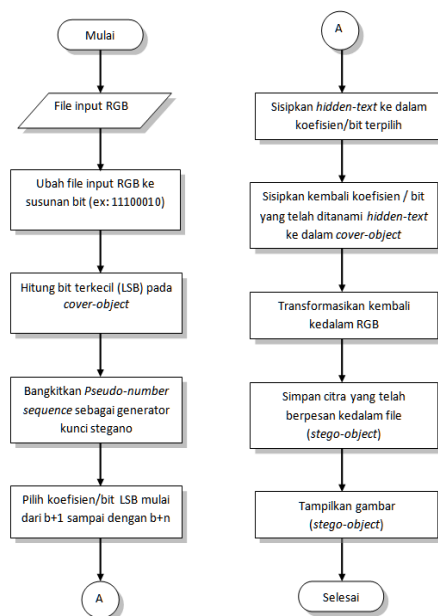 Mulai
File input RGB
Ubah file input RGB ke
susunan bit (ex: 11100010)
Hitung bit terkecil (LSB) pada
cover-object
Bangkitkan Pseudo-number
sequence sebagai generator
kunci stegano
Pilih koefisien/bit LSB mulai
dari b+1 sampai dengan b+n
A
A
Sisipkan hidden-text ke dalam
koefisien/bit terpilih
Sisipkan kembali koefisien / bit
yang telah ditanami hidden-text
ke dalam cover-object
Transformasikan kembali
kedalam RGB
Simpan citra yang telah
berpesan kedalam file
(stego-object)
Tampilkan gambar
(stego-object)
Selesai